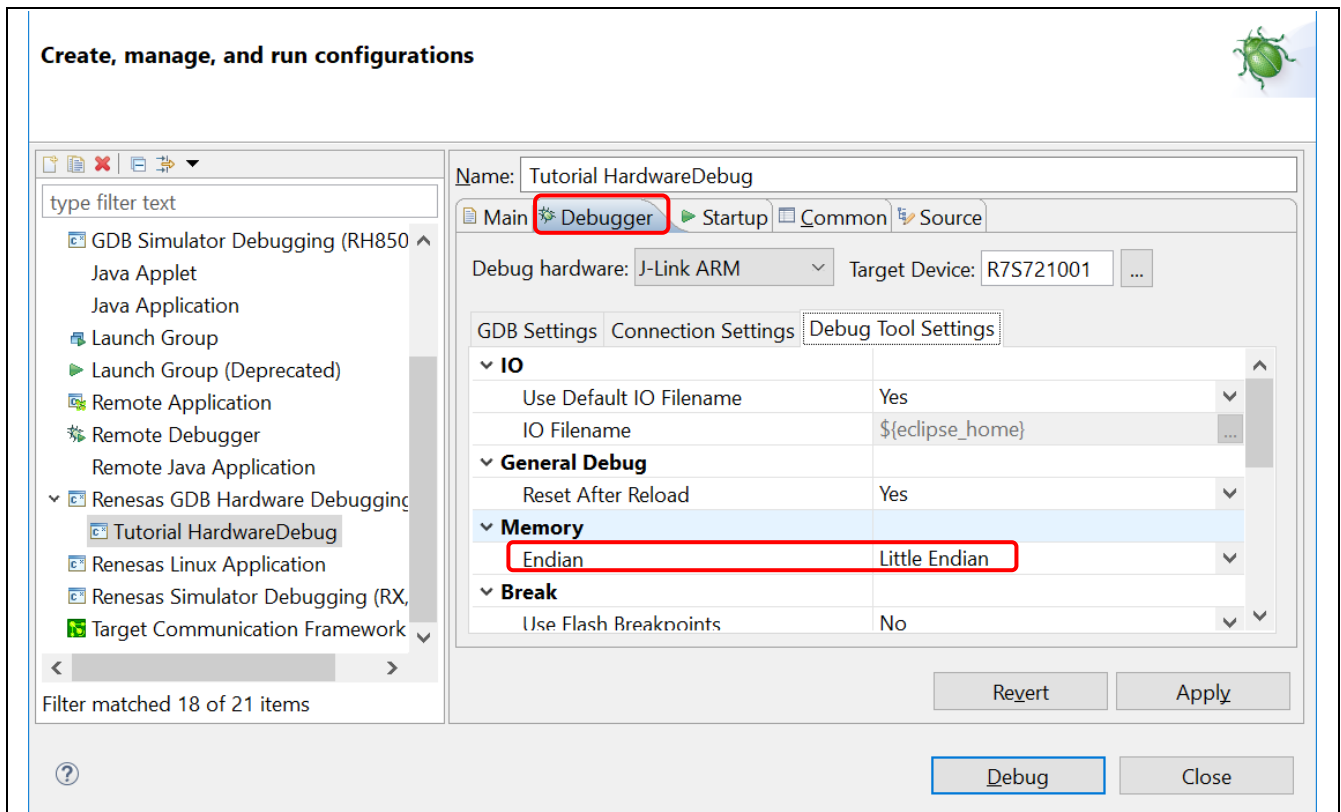 Create, manage, and run configurations
type filter text
GDB Simulator Debugging (RH850
Java Applet
Java Application
Launch Group
Launch Group (Deprecated)
Remote Application
Remote Debugger
Remote Java Application
Renesas GDB Hardware Debugging
Tutorial HardwareDebug
Renesas Linux Application
Renesas Simulator Debugging (RX,
Target Communication Framework
Filter matched 18 of 21 items
Name: Tutorial HardwareDebug
Main Debugger Startup Common Source
Debug hardware: J-Link ARM Target Device: R7S721001 ...
GDB Settings Connection Settings Debug Tool Settings
IO
Use Default IO Filename Yes
IO Filename ${eclipse_home} ...
General Debug
Reset After Reload Yes
Memory
Endian Little Endian
Break
Use Flash Breakpoints No
Revert Apply
? Debug Close